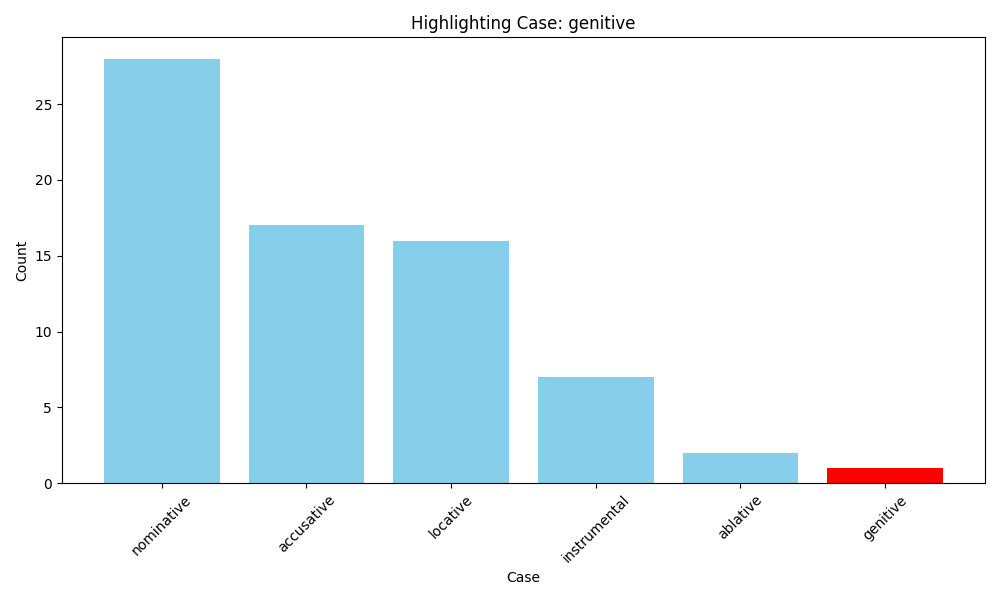 Highlighting Case: genitive
Count
25
20
15
10
5
0
nominative
accusative
locative
instrumental
ablative
genitive
Case